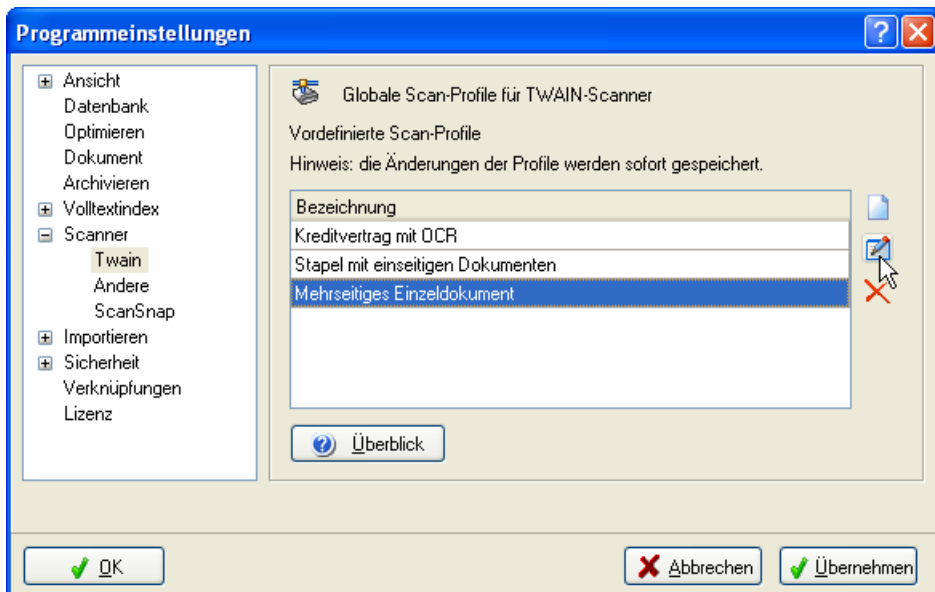 Programmeinstellungen
Ansicht
Datenbank
Optimieren
Dokument
Archivieren
Volltextindex
Scanner
Twain
Andere
ScanSnap
Importieren
Sicherheit
Verknüpfungen
Lizenz
Globale Scan-Profile für TWAIN-Scanner
Vordefinierte Scan-Profile
Hinweis: die Änderungen der Profile werden sofort gespeichert.
Bezeichnung
Kreditvertrag mit OCR
Stapel mit einseitigen Dokumenten
Mehrseitiges Einzeldokument
Überblick
OK
Abbrechen
Übernehmen